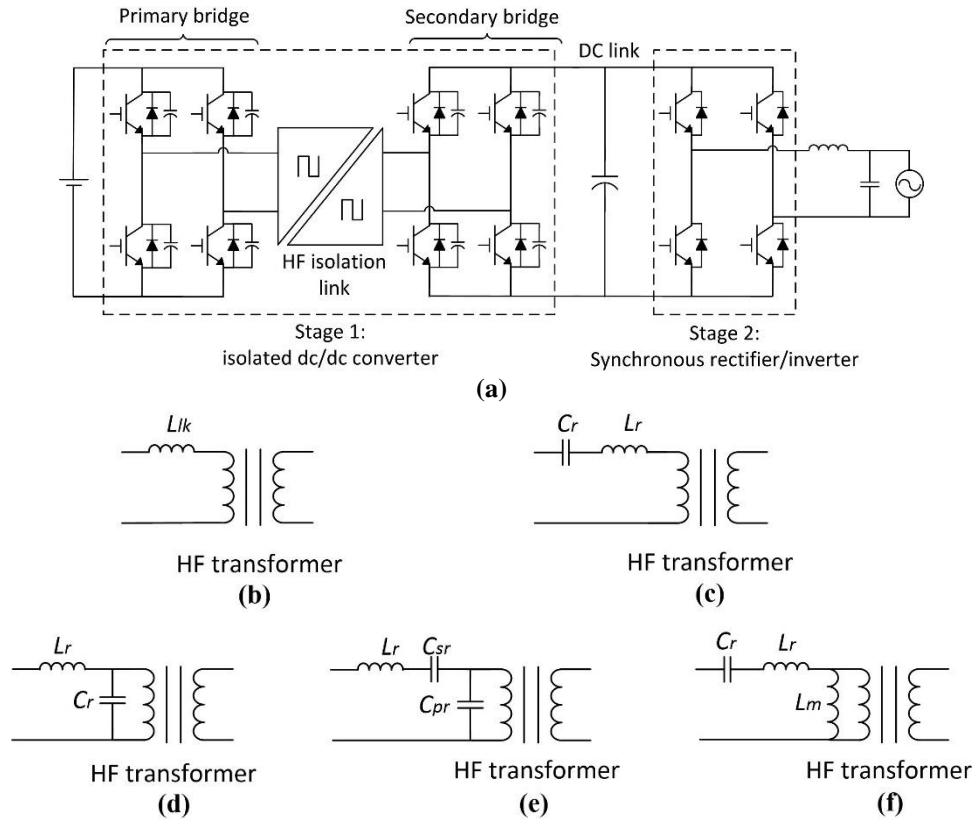 Primary bridge
Secondary bridge
DC link
HF isolation
link
Stage 1:
isolated dc/dc converter
Stage 2:
Synchronous rectifier/inverter
(a)
Llk
HF transformer
(b)
Cr
Lr
HF transformer
(c)
Lr
Cr
HF transformer
(d)
Lr
Csr
Cpr
HF transformer
(e)
Cr
Lr
Lm
HF transformer
(f)